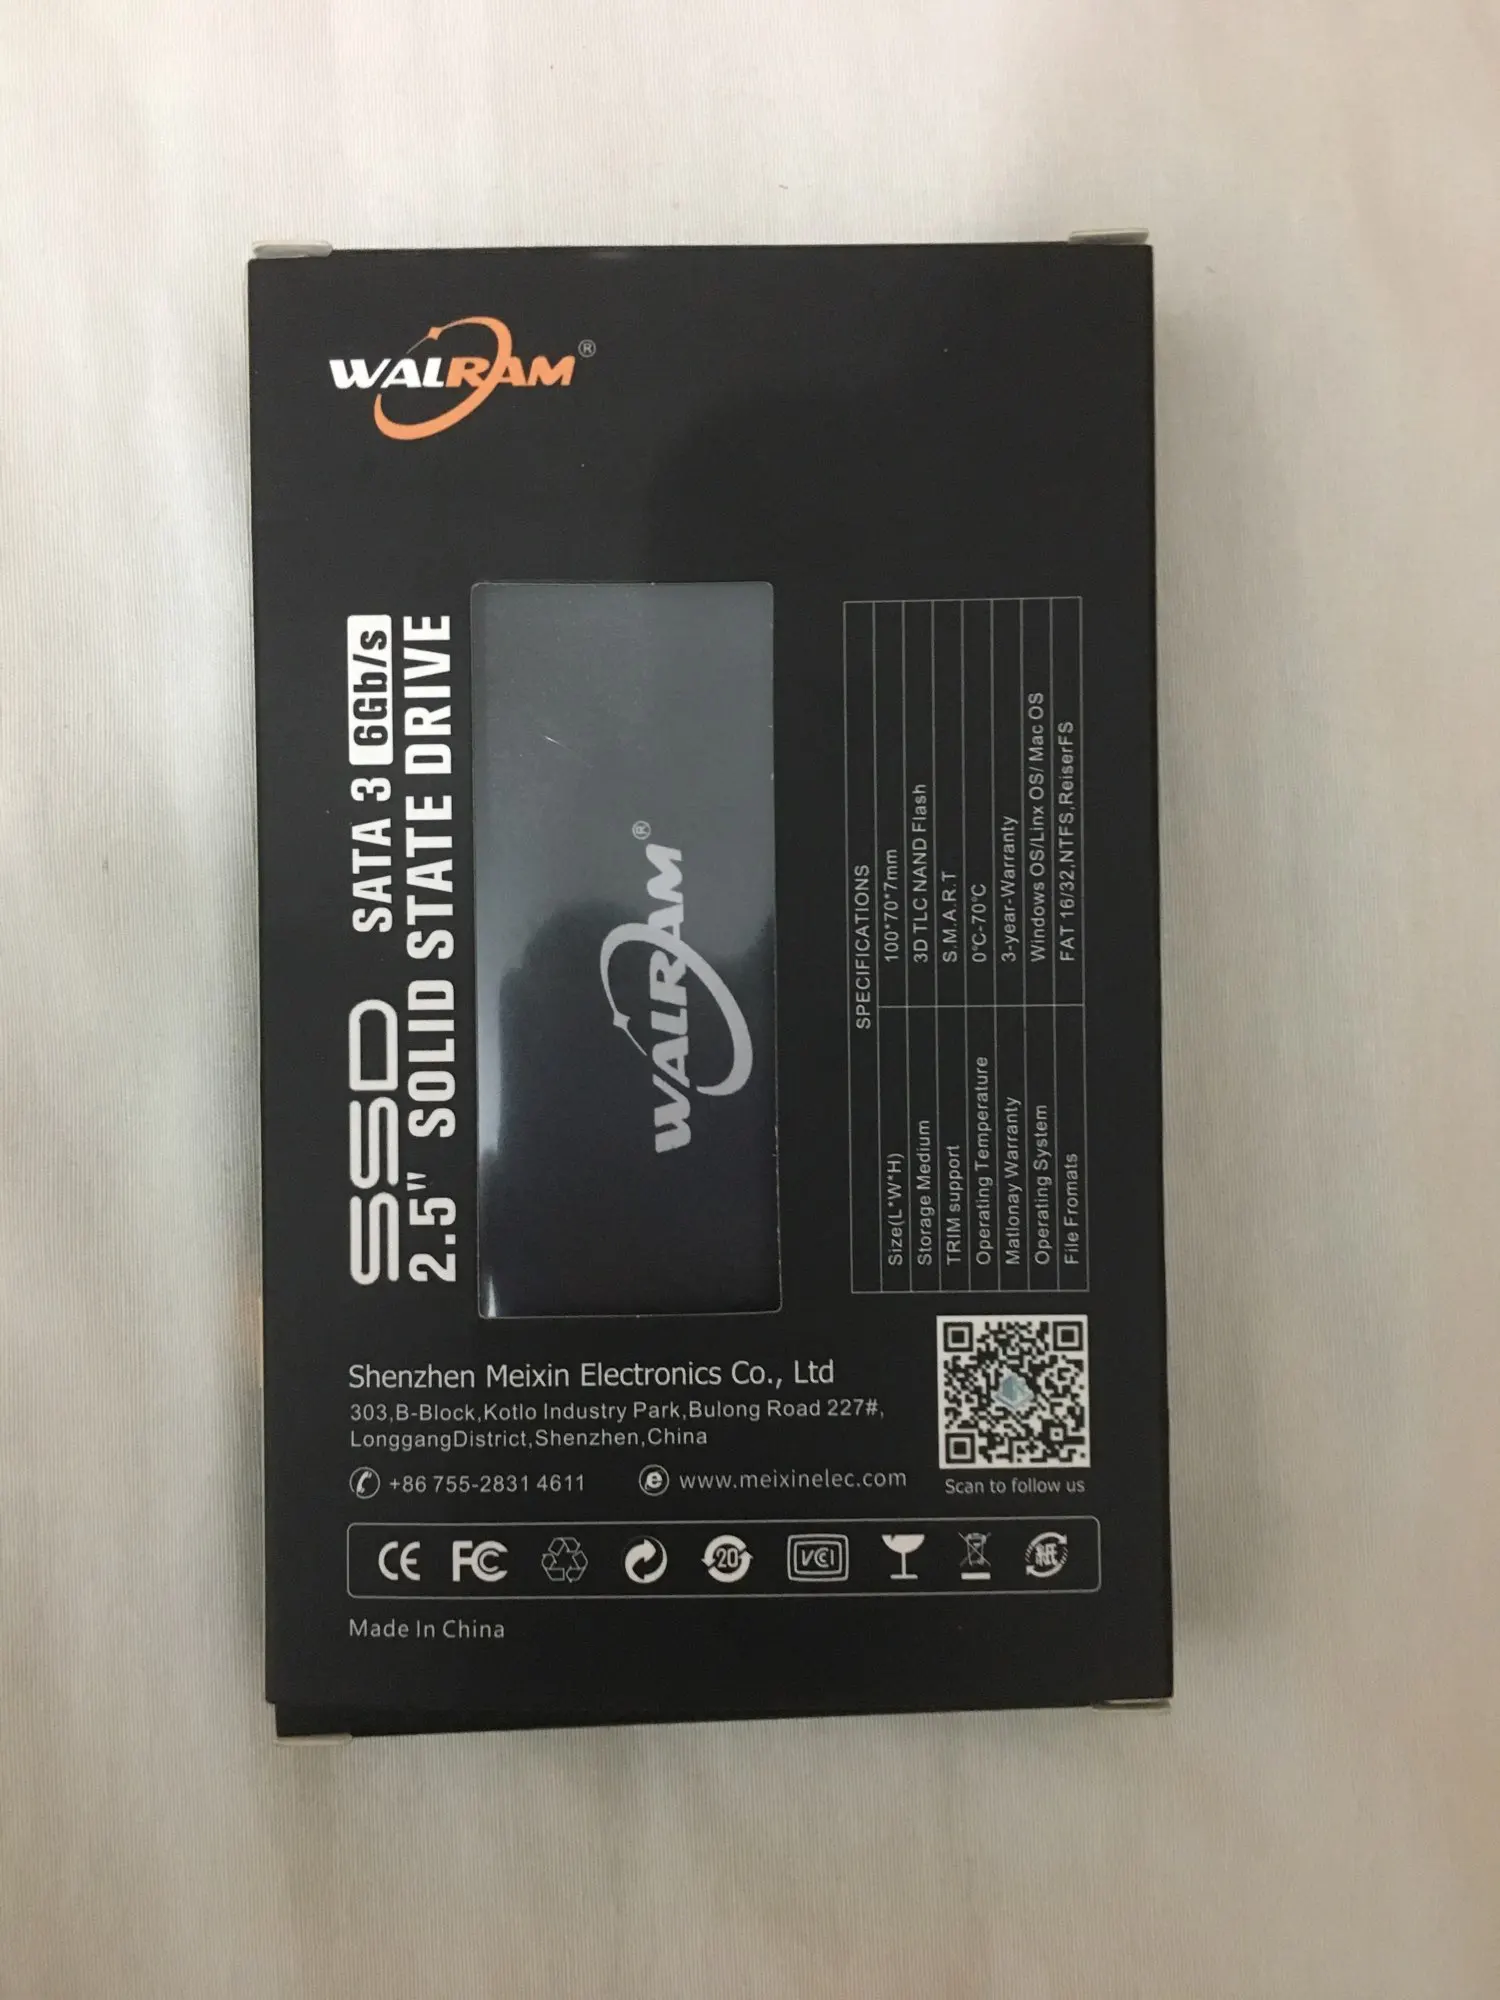 WALRAM®
SSD SATA 3 6Gb/s
2.5" SOLID STATE DRIVE
WALRAM®
SPECIFICATIONS
Size(L*W*H) 100*70*7mm
Storage Medium 3D TLC NAND Flash
TRIM support S.M.A.R.T
Operating Temperature 0°C-70°C
Mationay Warranty 3-year-Warranty
Operating System Windows OS/Linx OS/ Mac OS
File Fromats FAT 16/32,NTFS,ReiserFS
Shenzhen Meixin Electronics Co., Ltd
303,B-Block,Kotlo Industry Park,Bulong Road 227#,
LonggangDistrict,Shenzhen,China
+86 755-2831 4611 www.meixinelec.com
Scan to follow us
CE FC 20 VCCI 紙
Made In China